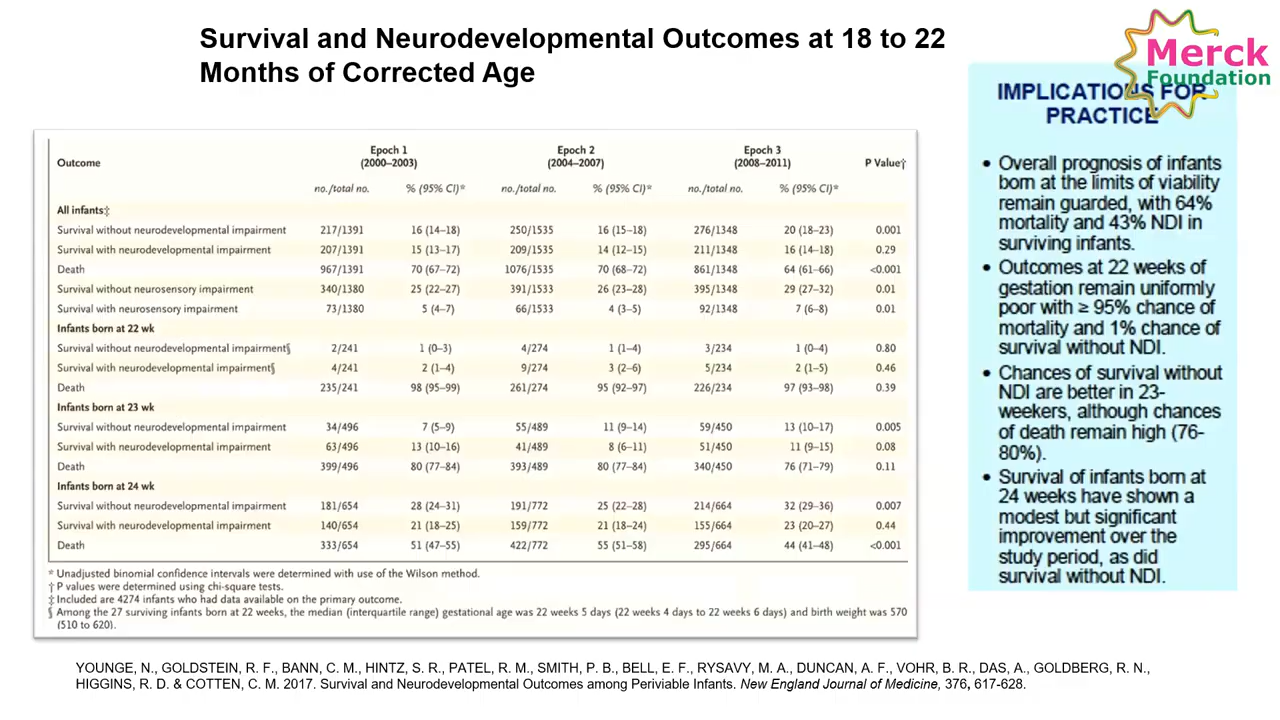 Survival and Neurodevelopmental Outcomes at 18 to 22
Months of Corrected Age
Merck
Foundation
Outcome Epoch 1 (2000–2003) Epoch 2 (2004–2007) Epoch 3 (2008–2011) P Value†
no./total no. % (95% CI)* no./total no. % (95% CI)* no./total no. % (95% CI)*
All infants‡
Survival without neurodevelopmental impairment 217/1391 16 (14–18) 250/1535 16 (15–18) 276/1348 20 (18–23) 0.001
Survival with neurodevelopmental impairment 207/1391 15 (13–17) 209/1535 14 (12–15) 211/1348 16 (14–18) 0.29
Death 967/1391 70 (67–72) 1076/1535 70 (68–72) 861/1348 64 (61–66) <0.001
Survival without neurosensory impairment 340/1380 25 (22–27) 391/1533 26 (23–28) 395/1348 29 (27–32) 0.01
Survival with neurosensory impairment 73/1380 5 (4–7) 66/1533 4 (3–5) 92/1348 7 (6–8) 0.01
Infants born at 22 wk
Survival without neurodevelopmental impairment§ 2/241 1 (0–3) 4/274 1 (1–4) 3/234 1 (0–4) 0.80
Survival with neurodevelopmental impairment§ 4/241 2 (1–4) 9/274 3 (2–6) 5/234 2 (1–5) 0.46
Death 235/241 98 (95–99) 261/274 95 (92–97) 226/234 97 (93–98) 0.39
Infants born at 23 wk
Survival without neurodevelopmental impairment 34/496 7 (5–9) 55/489 11 (9–14) 59/450 13 (10–17) 0.005
Survival with neurodevelopmental impairment 63/496 13 (10–16) 41/489 8 (6–11) 51/450 11 (9–15) 0.08
Death 399/496 80 (77–84) 393/489 80 (77–84) 340/450 76 (71–79) 0.11
Infants born at 24 wk
Survival without neurodevelopmental impairment 181/654 28 (24–31) 191/772 25 (22–28) 214/664 32 (29–36) 0.007
Survival with neurodevelopmental impairment 140/654 21 (18–25) 159/772 21 (18–24) 155/664 23 (20–27) 0.44
Death 333/654 51 (47–55) 422/772 55 (51–58) 295/664 44 (41–48) <0.001
* Unadjusted binomial confidence intervals were determined with use of the Wilson method.
† P values were determined using chi-square tests.
‡ Included are 4274 infants who had data available on the primary outcome.
§ Among the 27 surviving infants born at 22 weeks, the median (interquartile range) gestational age was 22 weeks 5 days (22 weeks 4 days to 22 weeks 6 days) and birth weight was 570
(510 to 620).
IMPLICATIONS FOR
PRACTICE
• Overall prognosis of infants
born at the limits of viability
remain guarded, with 64%
mortality and 43% NDI in
surviving infants.
• Outcomes at 22 weeks of
gestation remain uniformly
poor with ≥ 95% chance of
mortality and 1% chance of
survival without NDI.
• Chances of survival without
NDI are better in 23-
weekers, although chances
of death remain high (76-
80%).
• Survival of infants born at
24 weeks have shown a
modest but significant
improvement over the
study period, as did
survival without NDI.
YOUNGE, N., GOLDSTEIN, R. F., BANN, C. M., HINTZ, S. R., PATEL, R. M., SMITH, P. B., BELL, E. F., RYSAVY, M. A., DUNCAN, A. F., VOHR, B. R., DAS, A., GOLDBERG, R. N.,
HIGGINS, R. D. & COTTEN, C. M. 2017. Survival and Neurodevelopmental Outcomes among Periviable Infants. New England Journal of Medicine, 376, 617-628.